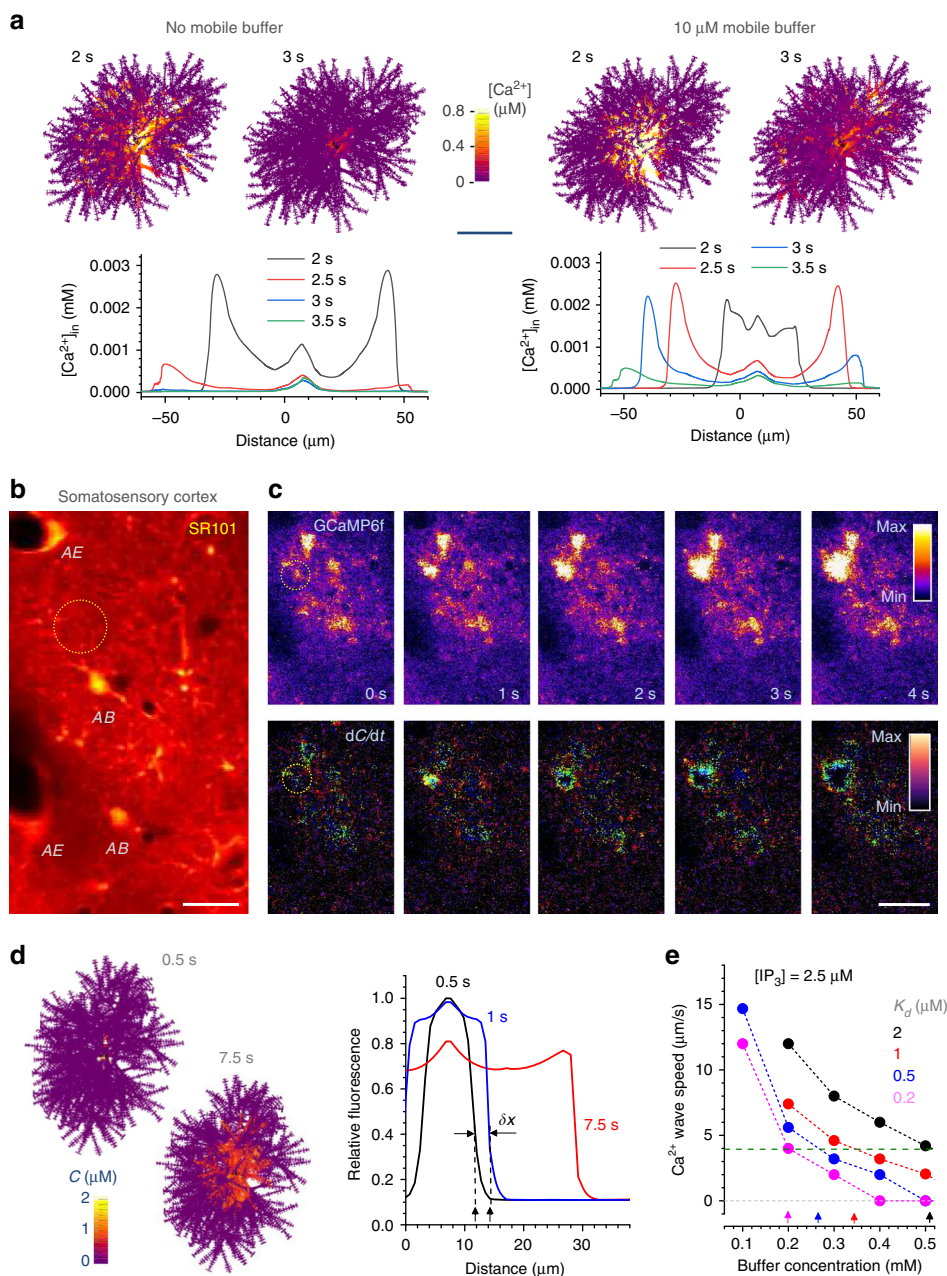 a
No mobile buffer
10 μM mobile buffer
2 s
3 s
[Ca²⁺]
(μM)
0.8
0.4
0
2 s
3 s
0.003
0.002
0.001
0.000
[Ca²⁺]in (mM)
2 s
2.5 s
3 s
3.5 s
−50
0
50
Distance (μm)
0.003
0.002
0.001
0.000
[Ca²⁺]in (mM)
2 s
3 s
2.5 s
3.5 s
−50
0
50
Distance (μm)
b
Somatosensory cortex
SR101
AE
AB
AE
AB
c
GCaMP6f
Max
Min
0 s
1 s
2 s
3 s
4 s
dC/dt
Max
Min
d
0.5 s
7.5 s
C (μM)
2
1
0
Relative fluorescence
1.0
0.8
0.6
0.4
0.2
0.0
0.5 s
1 s
δx
7.5 s
0
10
20
30
Distance (μm)
e
[IP₃] = 2.5 μM
Kd (μM)
2
1
0.5
0.2
Ca²⁺ wave speed (μm/s)
15
10
5
0
0.1
0.2
0.3
0.4
0.5
Buffer concentration (mM)